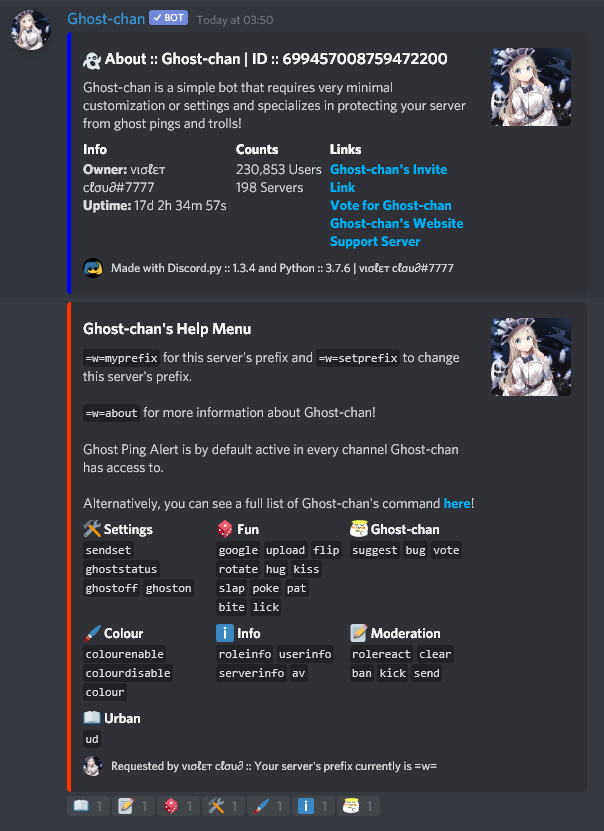 Ghost-chan ✓ BOT Today at 03:50
About :: Ghost-chan | ID :: 699457008759472200
Ghost-chan is a simple bot that requires very minimal
customization or settings and specializes in protecting your server
from ghost pings and trolls!
Info Counts Links
Owner: νισℓєт 230,853 Users Ghost-chan's Invite
cℓσυ∂#7777 198 Servers Link
Uptime: 17d 2h 34m 57s Vote for Ghost-chan
Ghost-chan's Website
Support Server
Made with Discord.py :: 1.3.4 and Python :: 3.7.6 | νισℓєт cℓσυ∂#7777
Ghost-chan's Help Menu
=w=myprefix for this server's prefix and =w=setprefix to change
this server's prefix.
=w=about for more information about Ghost-chan!
Ghost Ping Alert is by default active in every channel Ghost-chan
has access to.
Alternatively, you can see a full list of Ghost-chan's command here!
Settings Fun Ghost-chan
sendset google upload flip suggest bug vote
ghoststatus rotate hug kiss
ghostoff ghoston slap poke pat
bite lick
Colour Info Moderation
colourenable roleinfo userinfo rolereact clear
colourdisable serverinfo av ban kick send
colour
Urban
ud
Requested by νισℓєт cℓσυ∂ :: Your server's prefix currently is =w=
1 1 1 1 1 1 1